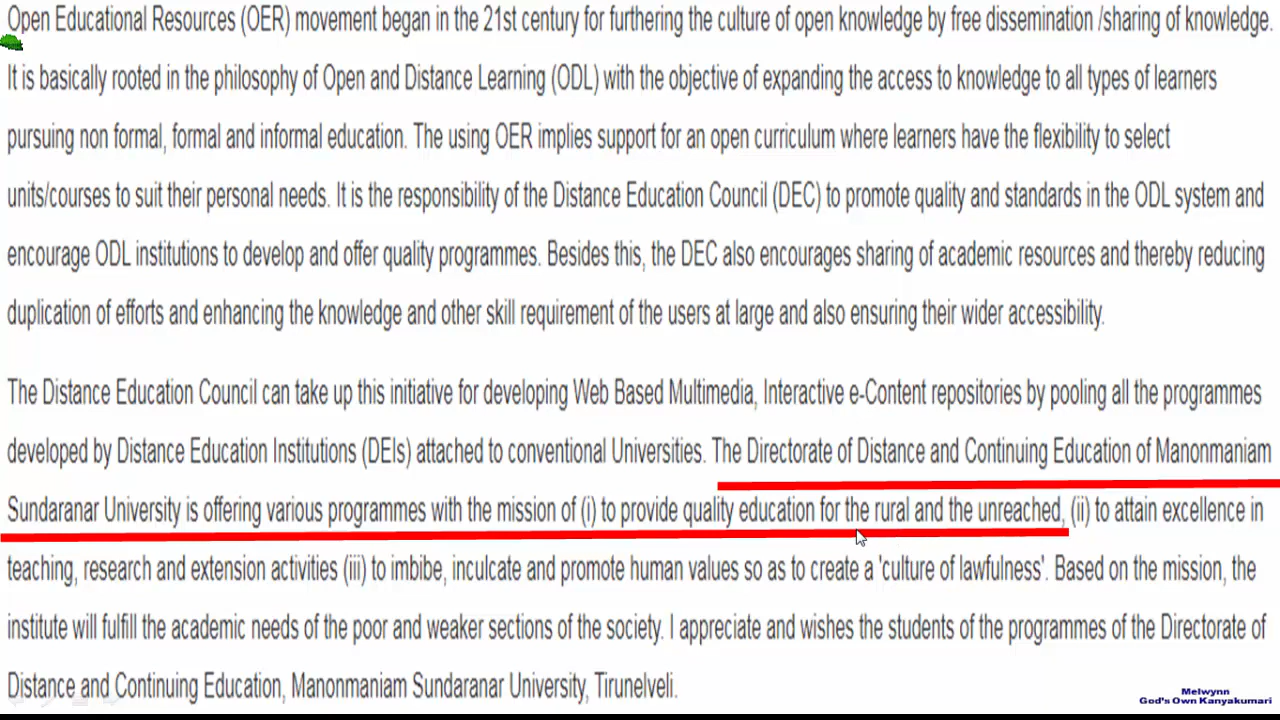 Open Educational Resources (OER) movement began in the 21st century for furthering the culture of open knowledge by free dissemination /sharing of knowledge.
It is basically rooted in the philosophy of Open and Distance Learning (ODL) with the objective of expanding the access to knowledge to all types of learners
pursuing non formal, formal and informal education. The using OER implies support for an open curriculum where learners have the flexibility to select
units/courses to suit their personal needs. It is the responsibility of the Distance Education Council (DEC) to promote quality and standards in the ODL system and
encourage ODL institutions to develop and offer quality programmes. Besides this, the DEC also encourages sharing of academic resources and thereby reducing
duplication of efforts and enhancing the knowledge and other skill requirement of the users at large and also ensuring their wider accessibility.
The Distance Education Council can take up this initiative for developing Web Based Multimedia, Interactive e-Content repositories by pooling all the programmes
developed by Distance Education Institutions (DEIs) attached to conventional Universities. The Directorate of Distance and Continuing Education of Manonmaniam
Sundaranar University is offering various programmes with the mission of (i) to provide quality education for the rural and the unreached, (ii) to attain excellence in
teaching, research and extension activities (iii) to imbibe, inculcate and promote human values so as to create a 'culture of lawfulness'. Based on the mission, the
institute will fulfill the academic needs of the poor and weaker sections of the society. I appreciate and wishes the students of the programmes of the Directorate of
Distance and Continuing Education, Manonmaniam Sundaranar University, Tirunelveli.
Melwynn
God's Own Kanyakumari